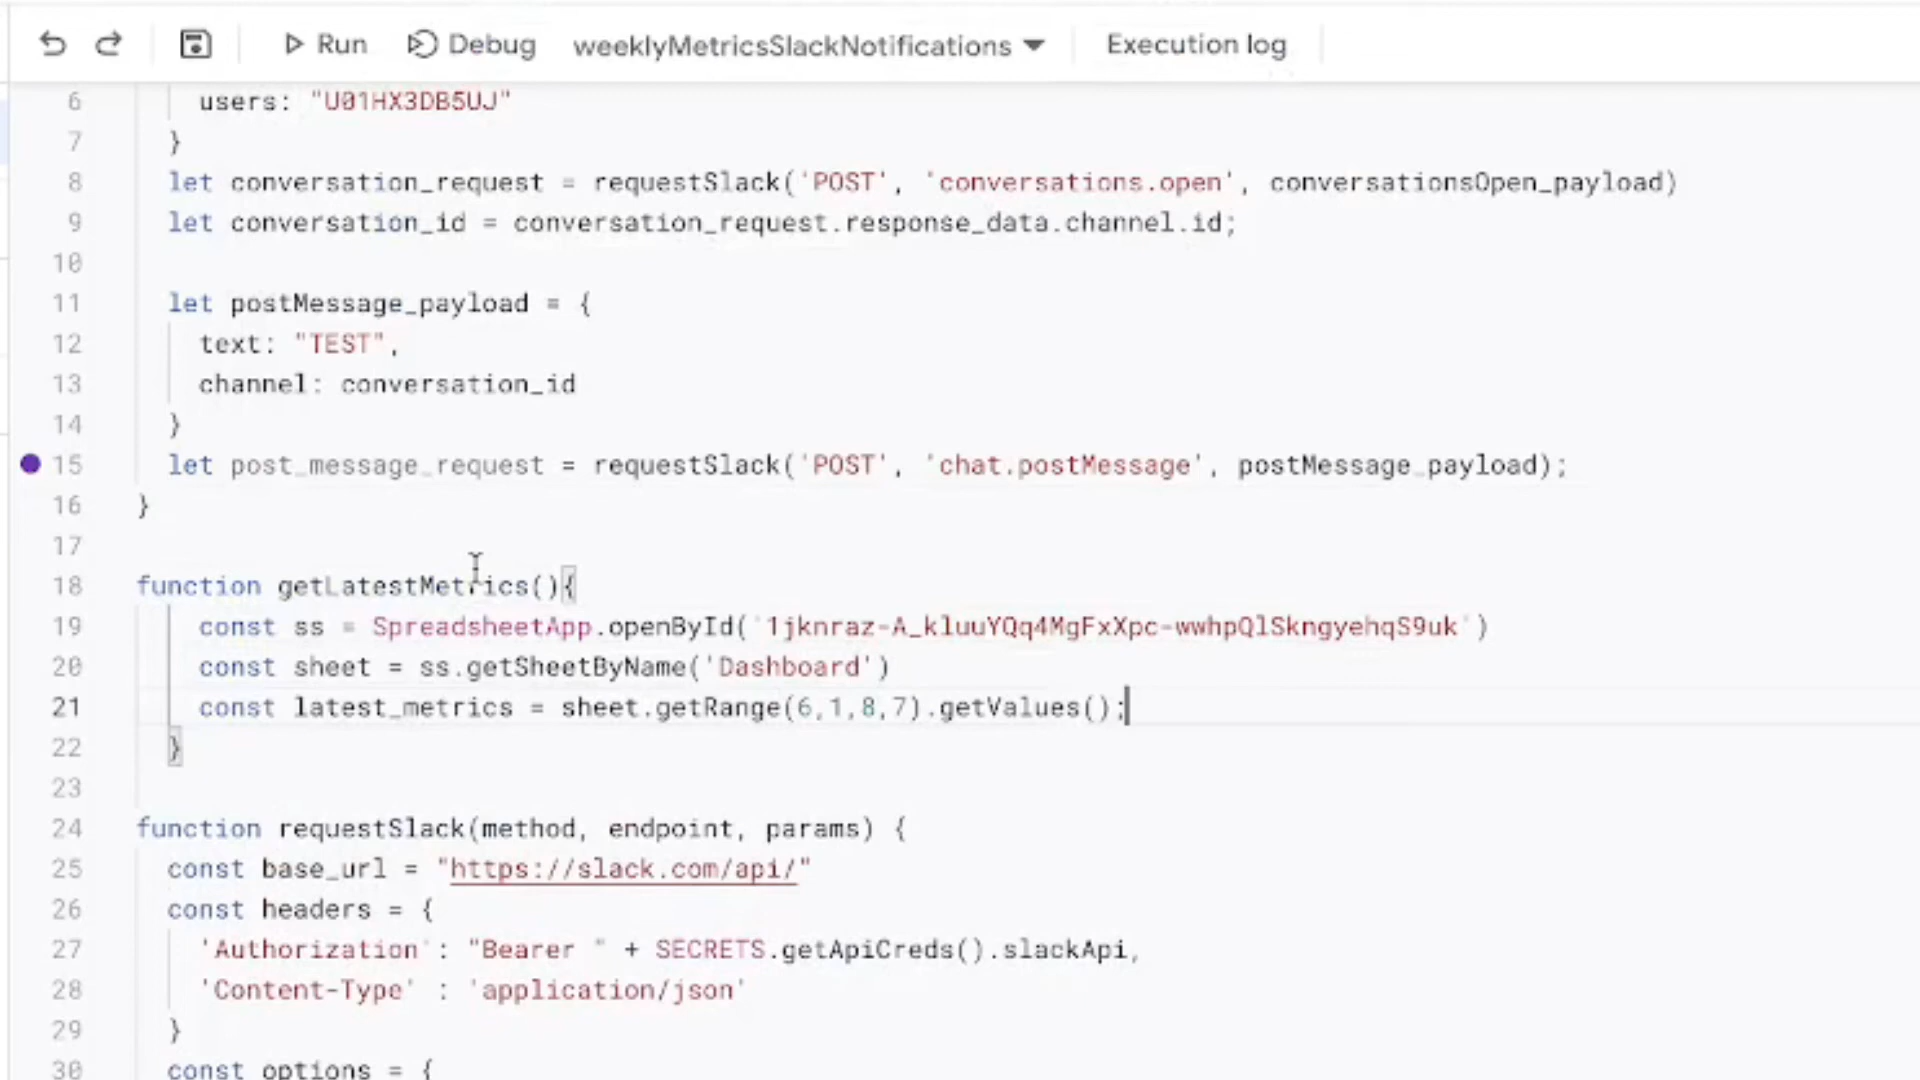 Run Debug weeklyMetricsSlackNotifications Execution log
6 users: "U01HX3DB5UJ"
7 }
8 let conversation_request = requestSlack('POST', 'conversations.open', conversationsOpen_payload)
9 let conversation_id = conversation_request.response_data.channel.id;
10
11 let postMessage_payload = {
12 text: "TEST",
13 channel: conversation_id
14 }
15 let post_message_request = requestSlack('POST', 'chat.postMessage', postMessage_payload);
16 }
17
18 function getLatestMetrics(){
19 const ss = SpreadsheetApp.openById('1jknraz-A_kluuYQq4MgFxXpc-wwhpQlSkngyehqS9uk')
20 const sheet = ss.getSheetByName('Dashboard')
21 const latest_metrics = sheet.getRange(6,1,8,7).getValues();
22 }
23
24 function requestSlack(method, endpoint, params) {
25 const base_url = "https://slack.com/api/"
26 const headers = {
27 'Authorization': "Bearer " + SECRETS.getApiCreds().slackApi,
28 'Content-Type' : 'application/json'
29 }
30 const options = {